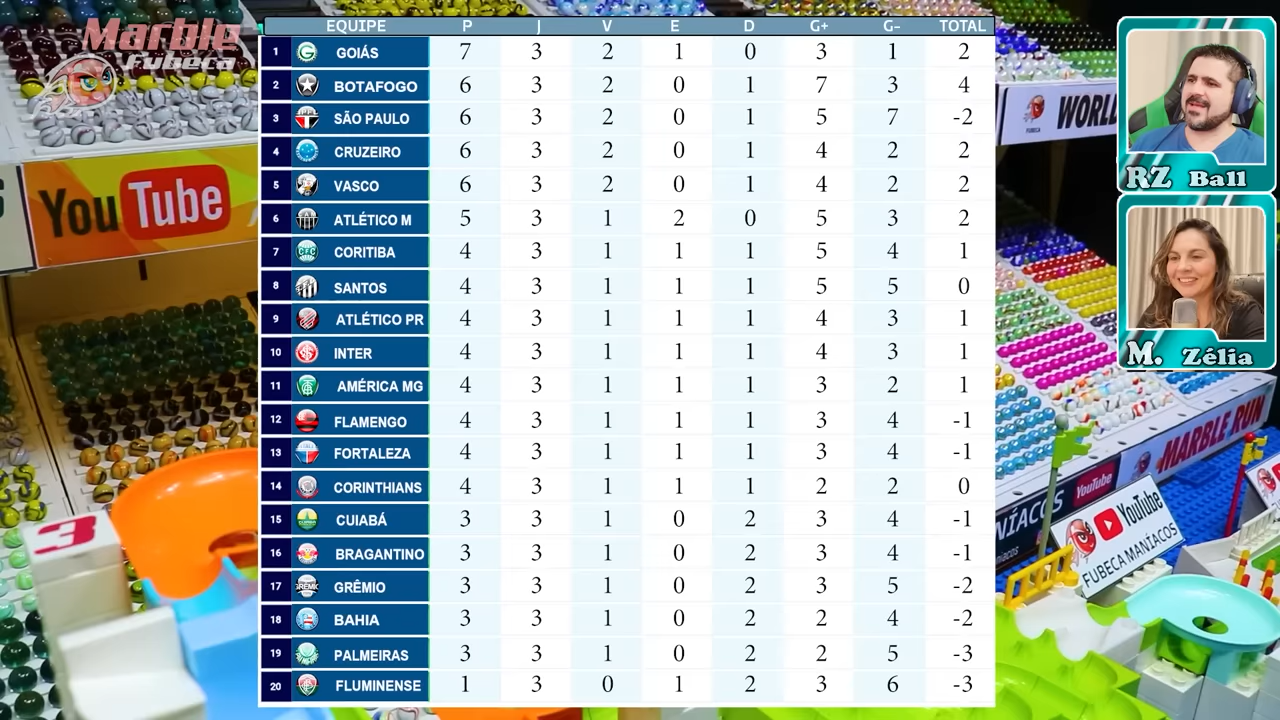 Marble
Fubeca
EQUIPE P J V E D G+ G- TOTAL
1 GOIÁS 7 3 2 1 0 3 1 2
2 BOTAFOGO 6 3 2 0 1 7 3 4
3 SÃO PAULO 6 3 2 0 1 5 7 -2
4 CRUZEIRO 6 3 2 0 1 4 2 2
5 VASCO 6 3 2 0 1 4 2 2
6 ATLÉTICO M 5 3 1 2 0 5 3 2
7 CORITIBA 4 3 1 1 1 5 4 1
8 SANTOS 4 3 1 1 1 5 5 0
9 ATLÉTICO PR 4 3 1 1 1 4 3 1
10 INTER 4 3 1 1 1 4 3 1
11 AMÉRICA MG 4 3 1 1 1 3 2 1
12 FLAMENGO 4 3 1 1 1 3 4 -1
13 FORTALEZA 4 3 1 1 1 3 4 -1
14 CORINTHIANS 4 3 1 1 1 2 2 0
15 CUIABÁ 3 3 1 0 2 3 4 -1
16 BRAGANTINO 3 3 1 0 2 3 4 -1
17 GRÊMIO 3 3 1 0 2 3 5 -2
18 BAHIA 3 3 1 0 2 2 4 -2
19 PALMEIRAS 3 3 1 0 2 2 5 -3
20 FLUMINENSE 1 3 0 1 2 3 6 -3
YouTube
3
FUBECA
WORLD
RZ Ball
M. Zélia
MARBLE RUN
YouTube
NÍACOS
YouTube
FUBECA MANÍACOS